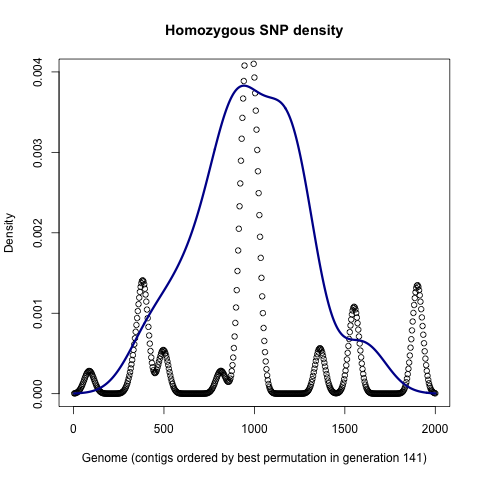 Homozygous SNP density
Density
0.004
0.003
0.002
0.001
0.000
0 500 1000 1500 2000
Genome (contigs ordered by best permutation in generation 141)